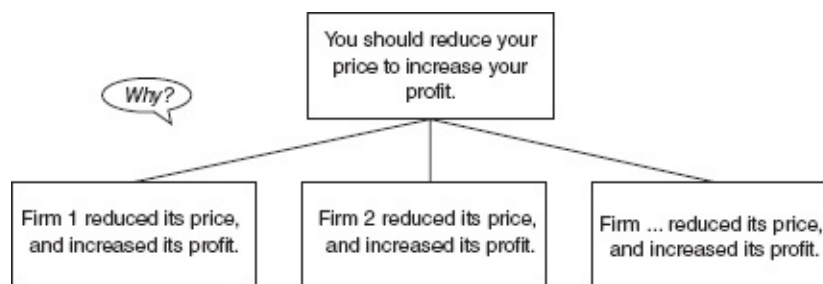 You should reduce your
price to increase your
profit.
Why?
Firm 1 reduced its price,
and increased its profit.
Firm 2 reduced its price,
and increased its profit.
Firm ... reduced its price,
and increased its profit.